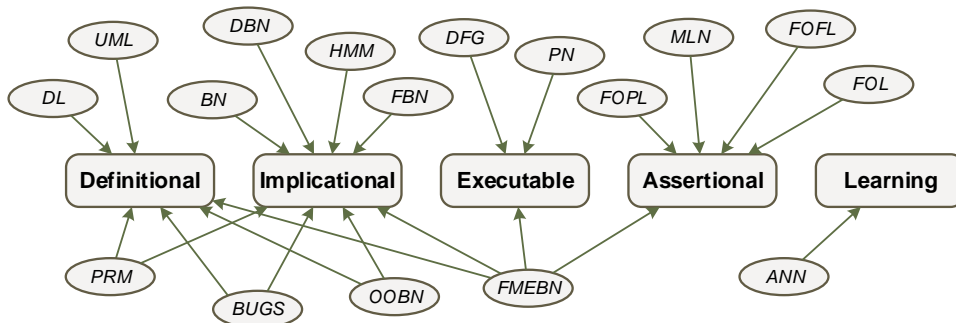 UML
DBN
HMM
DFG
PN
MLN
FOFL
DL
BN
FBN
FOPL
FOL
Definitional
Implicational
Executable
Assertional
Learning
PRM
BUGS
OOBN
FMEBN
ANN